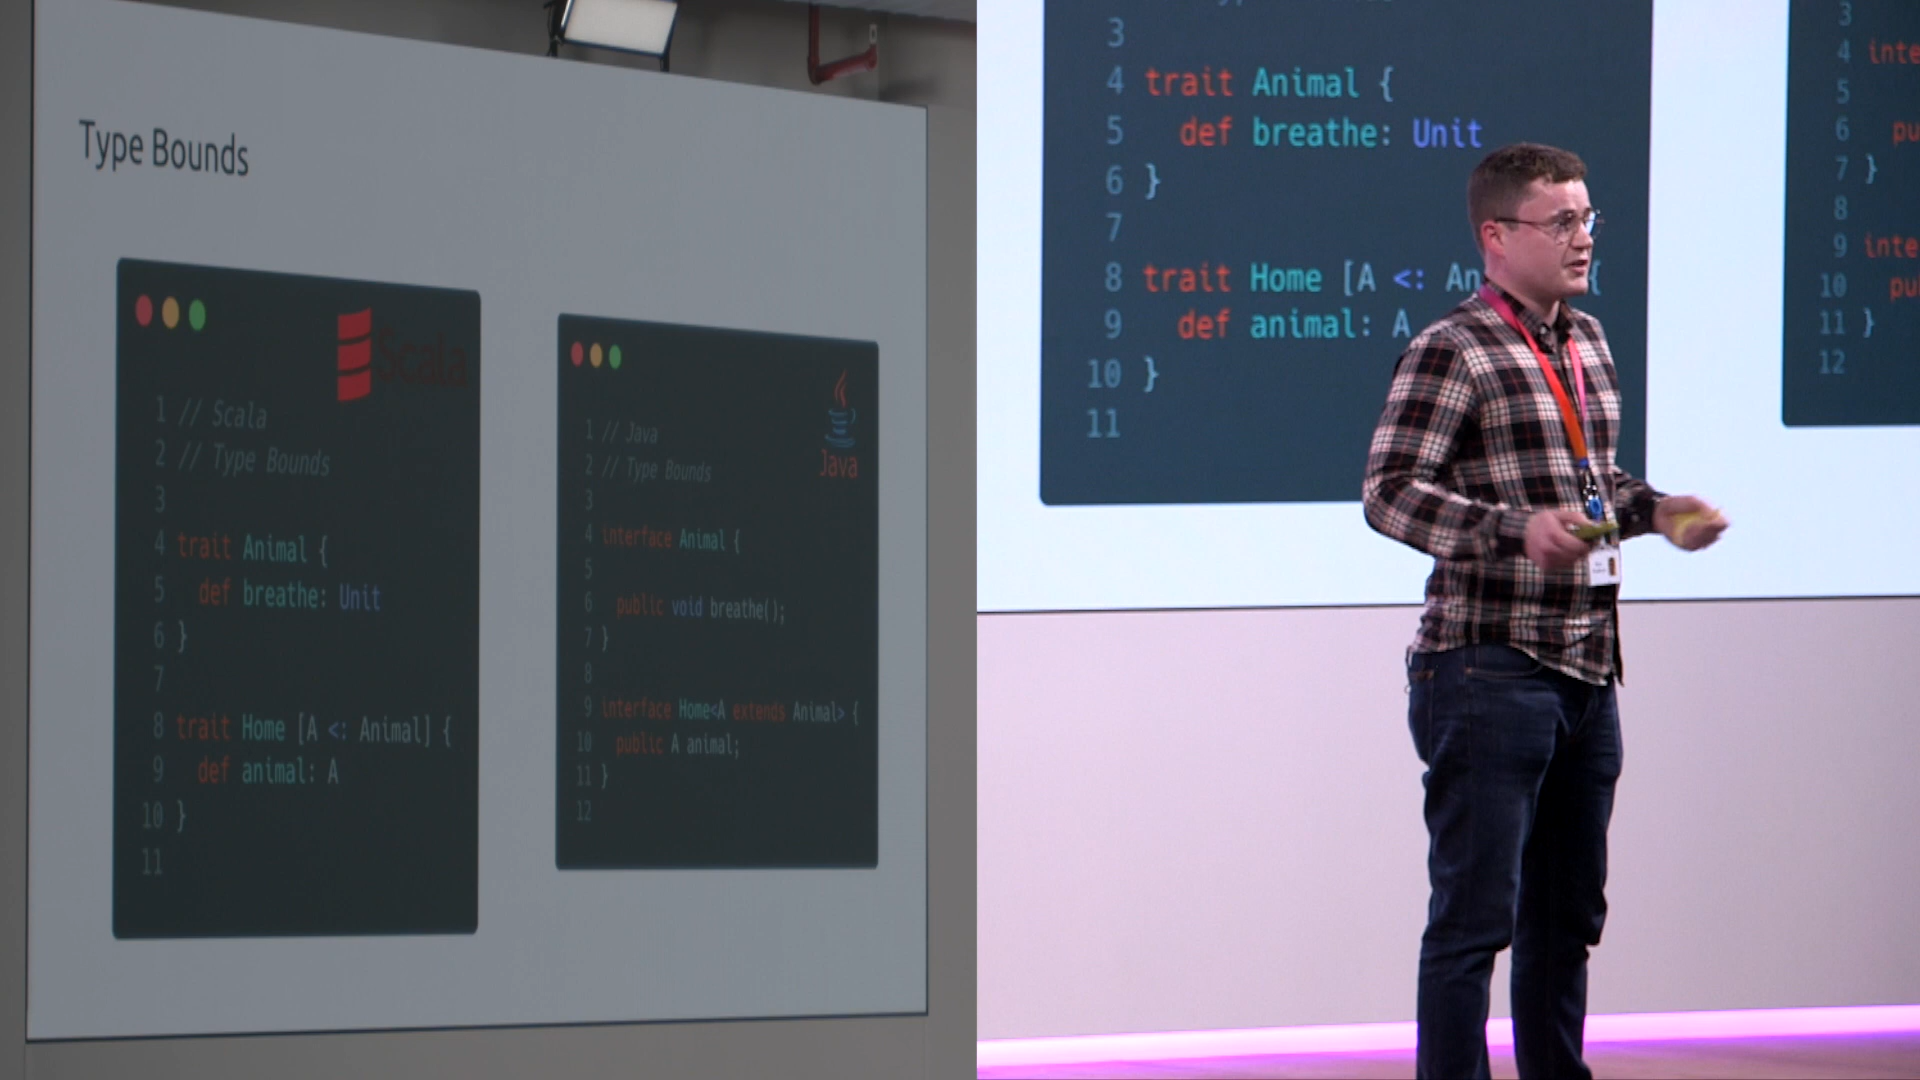 Type Bounds
Scala
1 // Scala
2 // Type Bounds
3
4 trait Animal {
5 def breathe: Unit
6 }
7
8 trait Home [A <: Animal] {
9 def animal: A
10 }
11
Java
1 // Java
2 // Type Bounds
3
4 interface Animal {
5
6 public void breathe();
7 }
8
9 interface Home<A extends Animal> {
10 public A animal;
11 }
12
3
4 trait Animal {
5 def breathe: Unit
6 }
7
8 trait Home [A <: An {
9 def animal: A
10 }
11
3
4 inte
5
6 pu
7 }
8
9 inte
10 pu
11 }
12